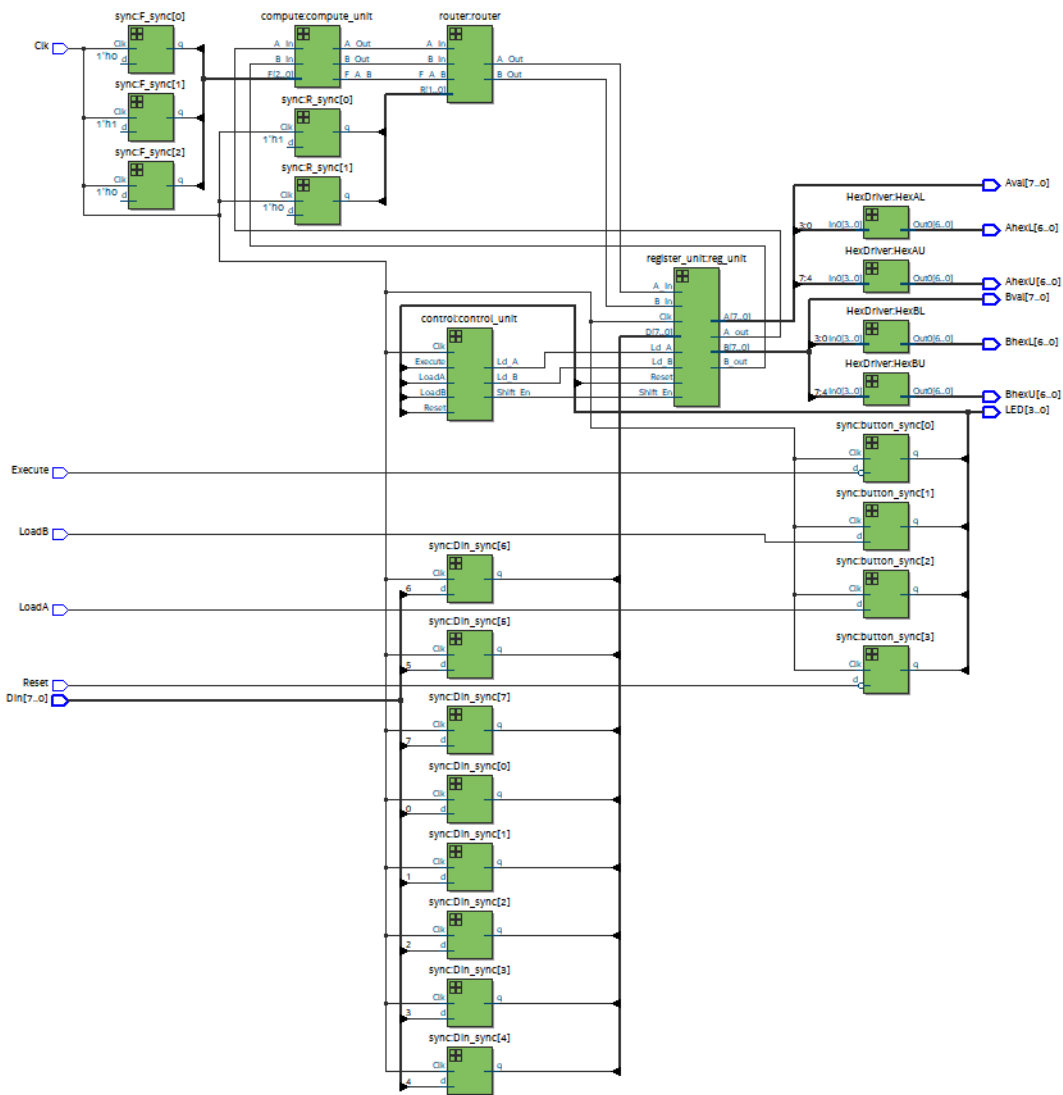 Clk
sync:F_sync[0]
Clk
1'h0
d
q
sync:F_sync[1]
Clk
1'h1
d
q
sync:F_sync[2]
Clk
1'h0
d
q
compute:compute_unit
A_In
B_In
F[2..0]
A_Out
B_Out
F_A_B
router:router
A_In
B_In
F_A_B
R[1..0]
A_Out
B_Out
sync:R_sync[0]
Clk
1'h1
d
q
sync:R_sync[1]
Clk
1'h0
d
q
register_unit:reg_unit
A_In
B_In
Clk
D[7..0]
Ld_A
Ld_B
Reset
Shift_En
A[7..0]
A_out
B[7..0]
B_out
control:control_unit
Clk
Execute
LoadA
LoadB
Reset
Ld_A
Ld_B
Shift_En
Aval[7..0]
HexDriver:HexAL
3:0
In0[3..0]
Out0[6..0]
AhexL[6..0]
HexDriver:HexAU
7:4
In0[3..0]
Out0[6..0]
AhexU[6..0]
Bval[7..0]
HexDriver:HexBL
3:0
In0[3..0]
Out0[6..0]
BhexL[6..0]
HexDriver:HexBU
7:4
In0[3..0]
Out0[6..0]
BhexU[6..0]
LED[3..0]
sync:button_sync[0]
Clk
d
q
sync:button_sync[1]
Clk
d
q
sync:button_sync[2]
Clk
d
q
sync:button_sync[3]
Clk
d
q
Execute
LoadB
LoadA
Reset
Din[7..0]
sync:Din_sync[6]
Clk
6
d
q
sync:Din_sync[5]
Clk
5
d
q
sync:Din_sync[7]
Clk
7
d
q
sync:Din_sync[0]
Clk
0
d
q
sync:Din_sync[1]
Clk
1
d
q
sync:Din_sync[2]
Clk
2
d
q
sync:Din_sync[3]
Clk
3
d
q
sync:Din_sync[4]
Clk
4
d
q